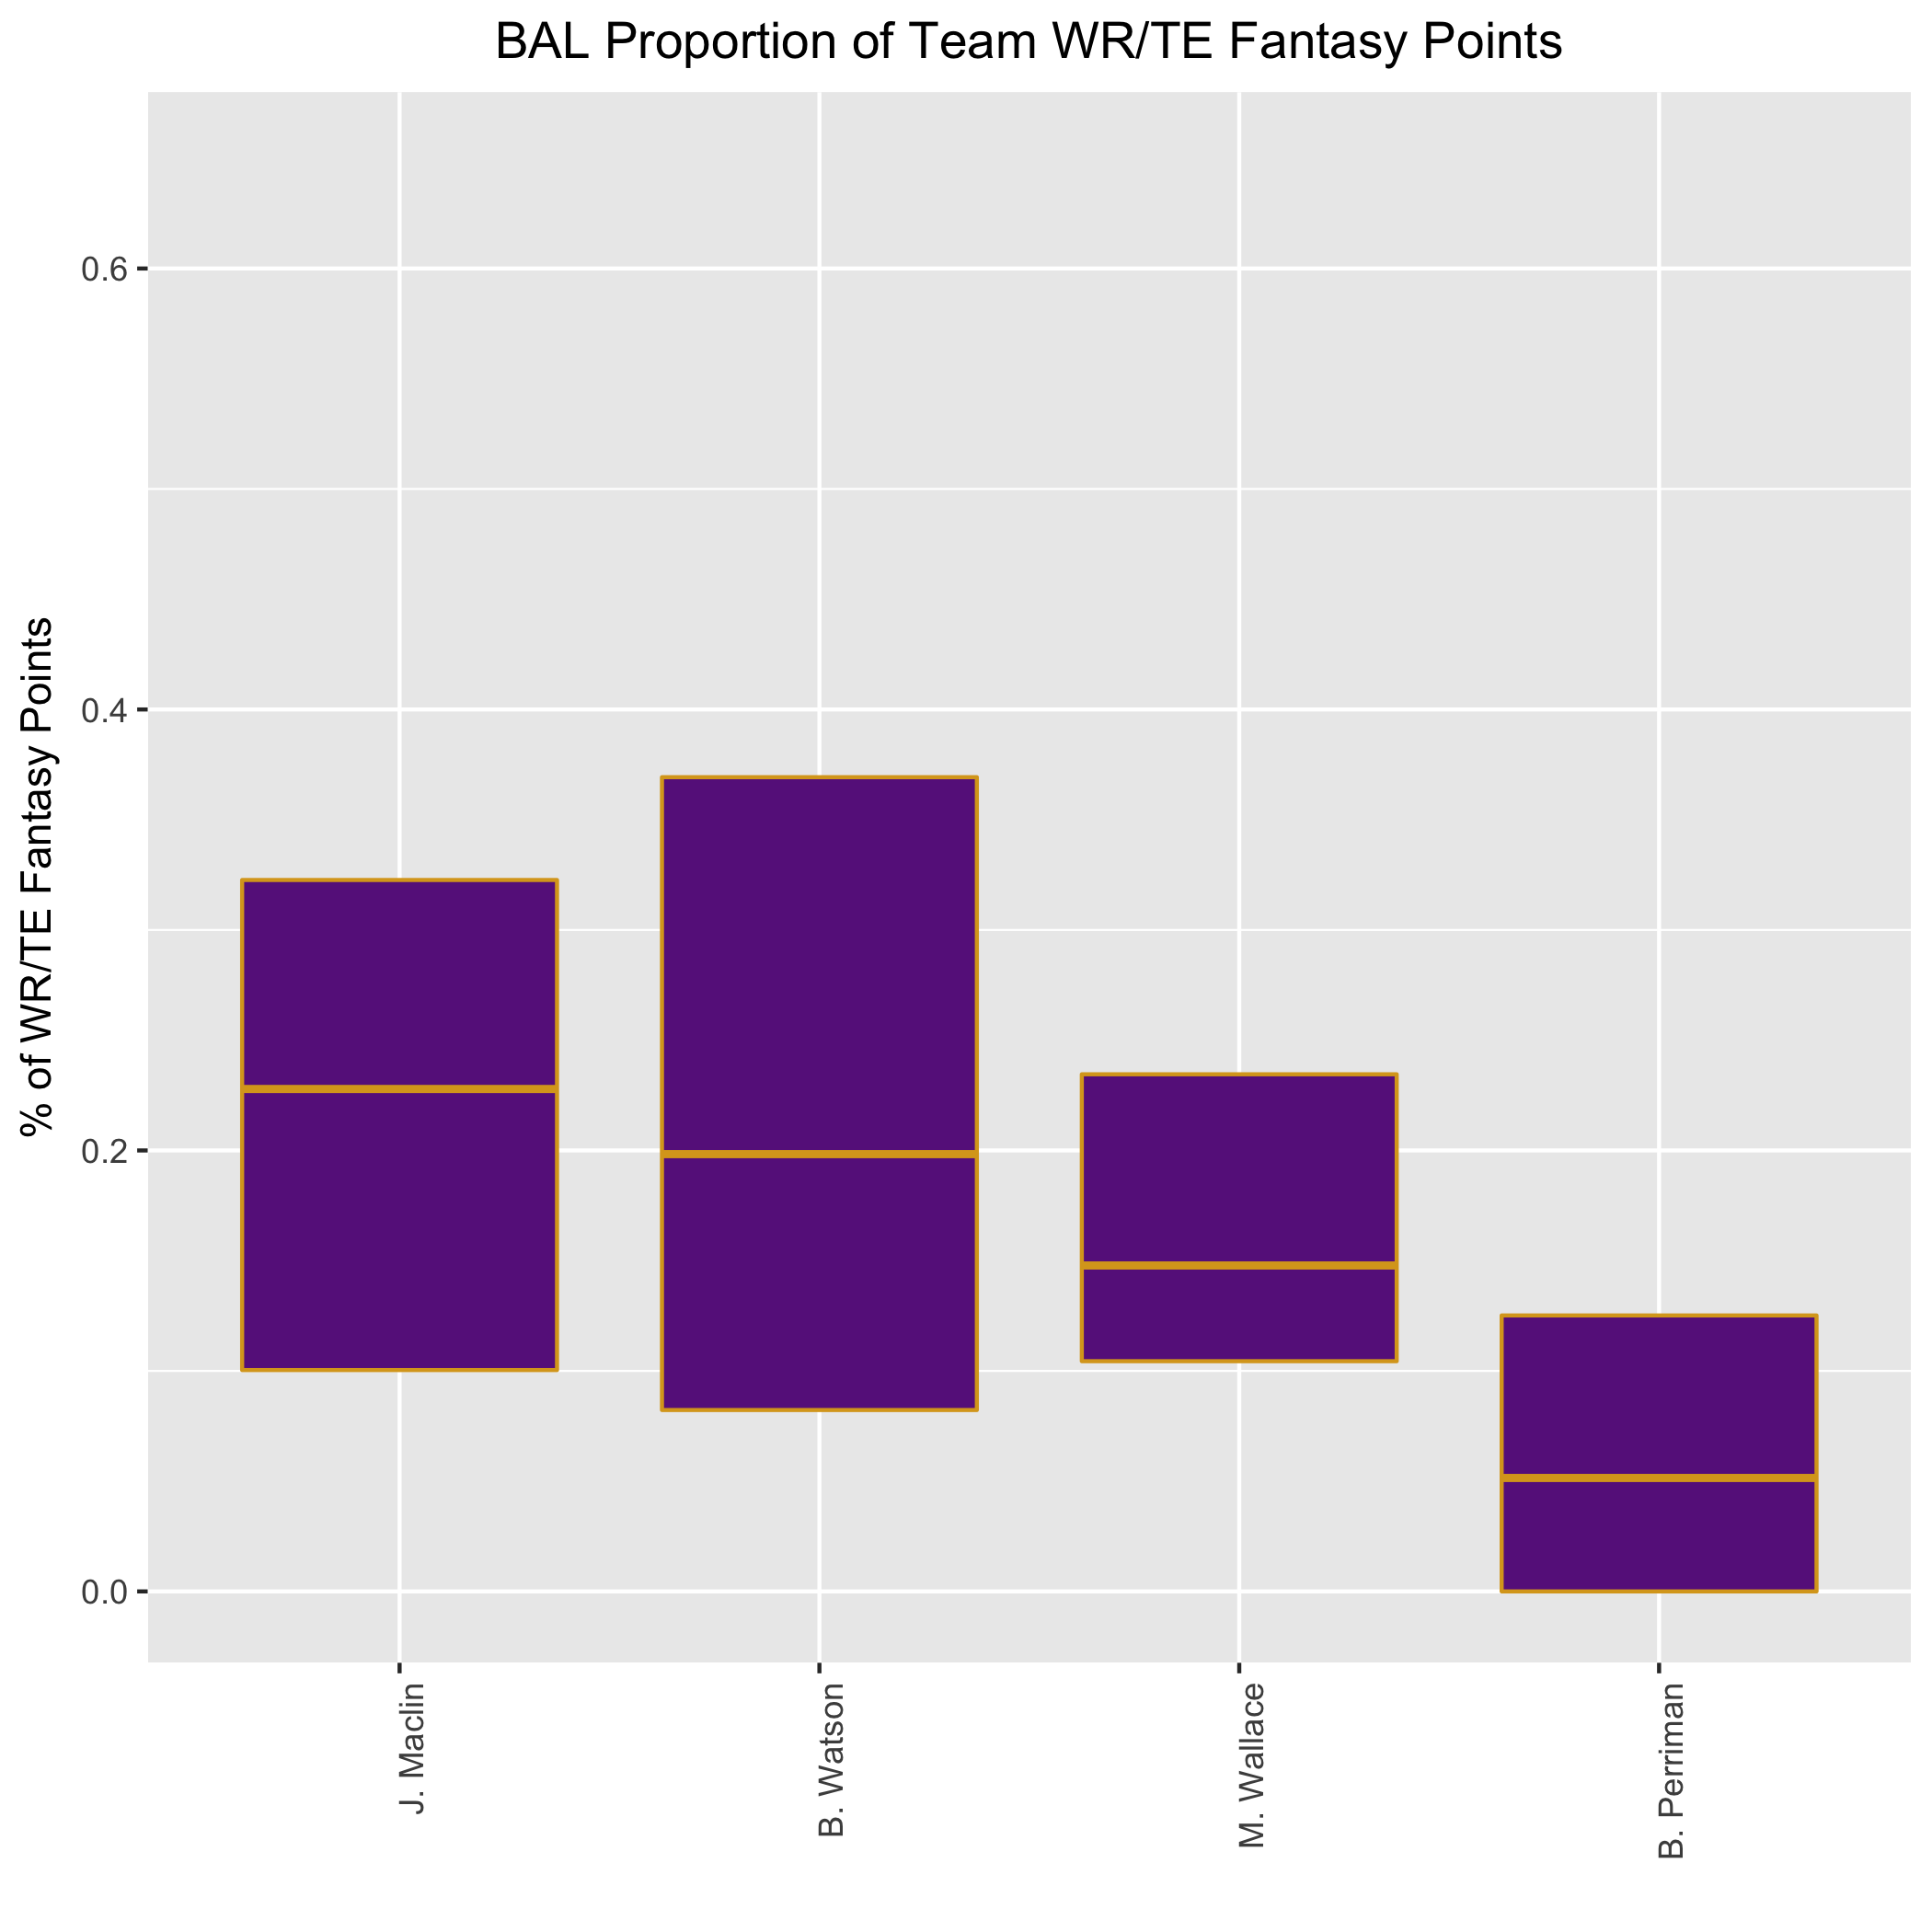 BAL Proportion of Team WR/TE Fantasy Points
% of WR/TE Fantasy Points
0.6
0.4
0.2
0.0
J. Maclin
B. Watson
M. Wallace
B. Perriman